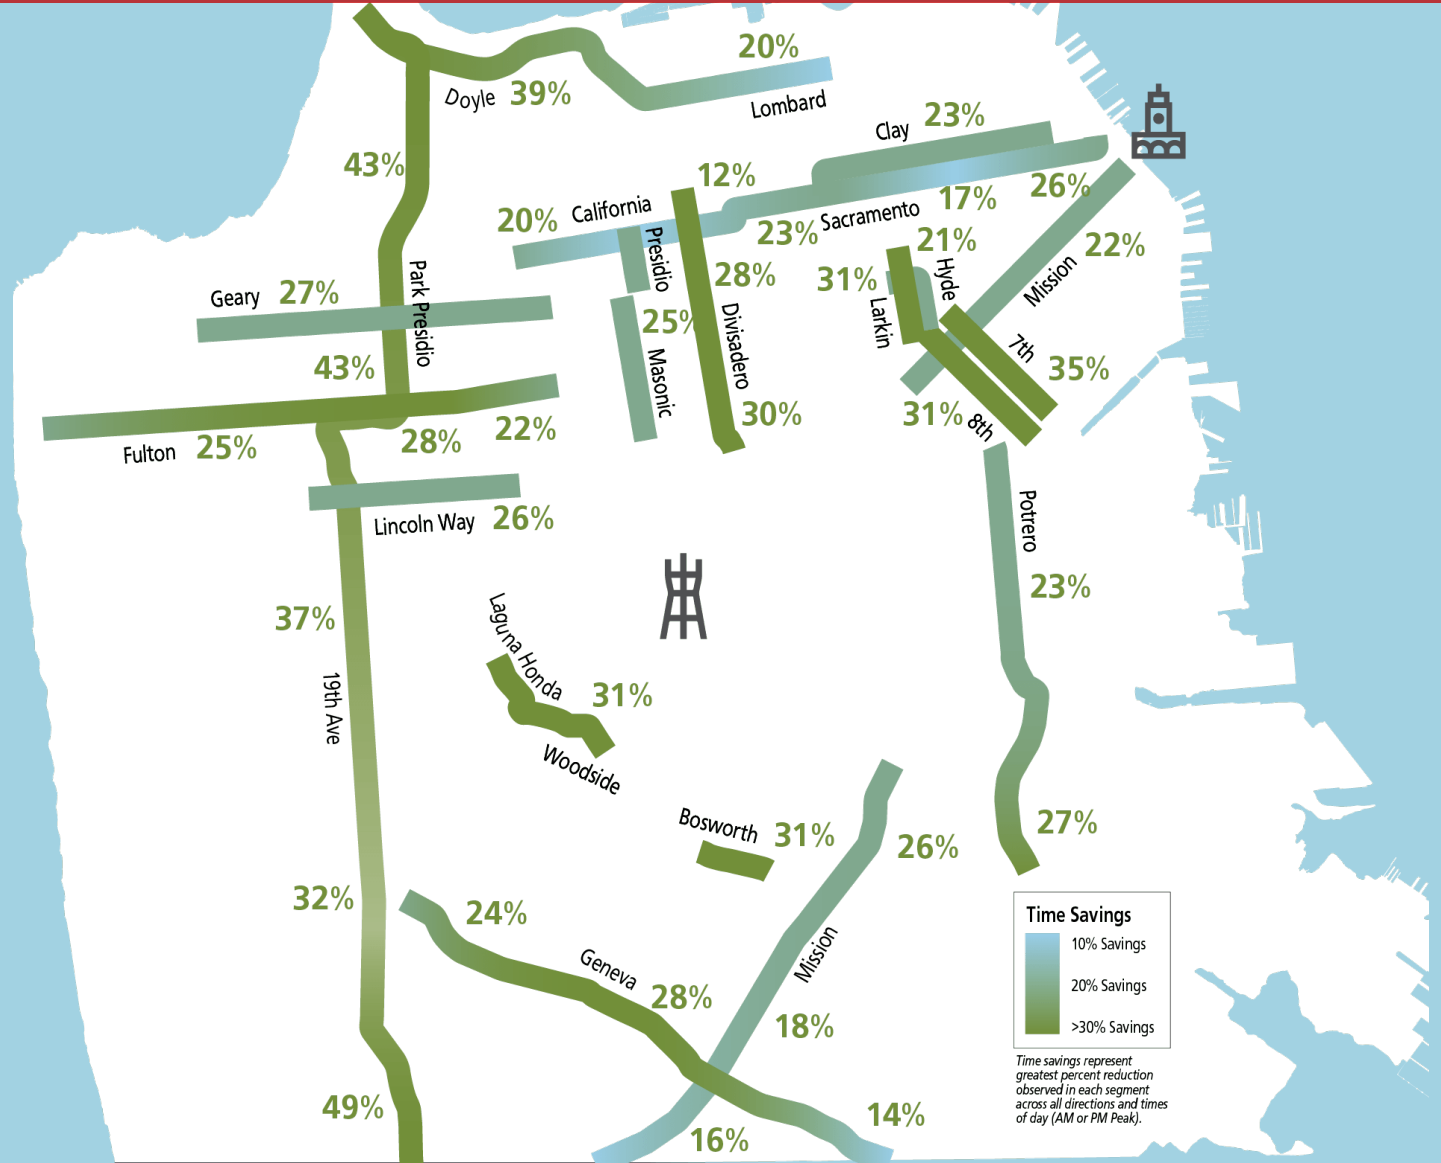 20%
Doyle
39%
Lombard
Clay
23%
43%
12%
California
20%
Presidio
23%
Sacramento
17%
26%
21%
22%
Mission
Geary
27%
Park Presidio
28%
31%
Hyde
Larkin
25%
Divisadero
Masonic
7th
35%
43%
Fulton
25%
28%
22%
30%
31%
8th
Lincoln Way
26%
Potrero
23%
37%
19th Ave
Laguna Honda
31%
Woodside
Bosworth
31%
26%
27%
32%
24%
Geneva
28%
Mission
18%
49%
16%
14%
Time Savings
10% Savings
20% Savings
>30% Savings
Time savings represent
greatest percent reduction
observed in each segment
across all directions and times
of day (AM or PM Peak).